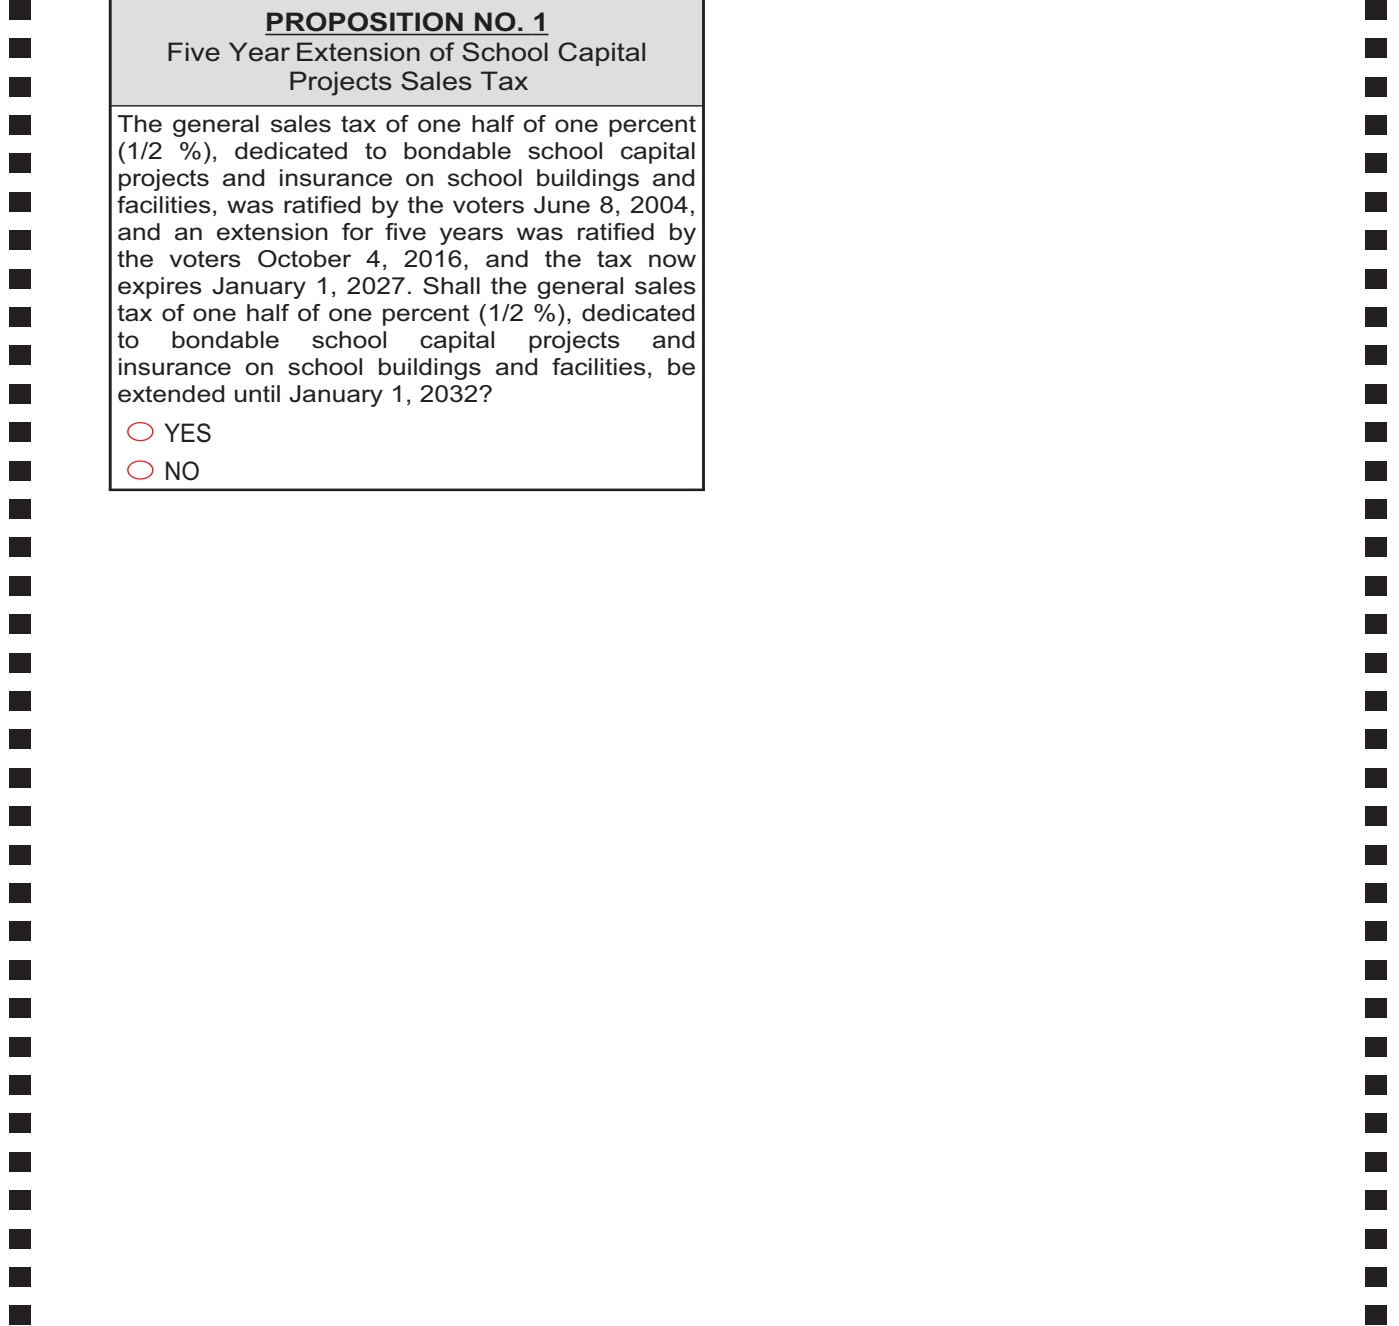 PROPOSITION NO. 1
Five Year Extension of School Capital
Projects Sales Tax
The general sales tax of one half of one percent
(1/2 %), dedicated to bondable school capital
projects and insurance on school buildings and
facilities, was ratified by the voters June 8, 2004,
and an extension for five years was ratified by
the voters October 4, 2016, and the tax now
expires January 1, 2027. Shall the general sales
tax of one half of one percent (1/2 %), dedicated
to bondable school capital projects and
insurance on school buildings and facilities, be
extended until January 1, 2032?
YES
NO